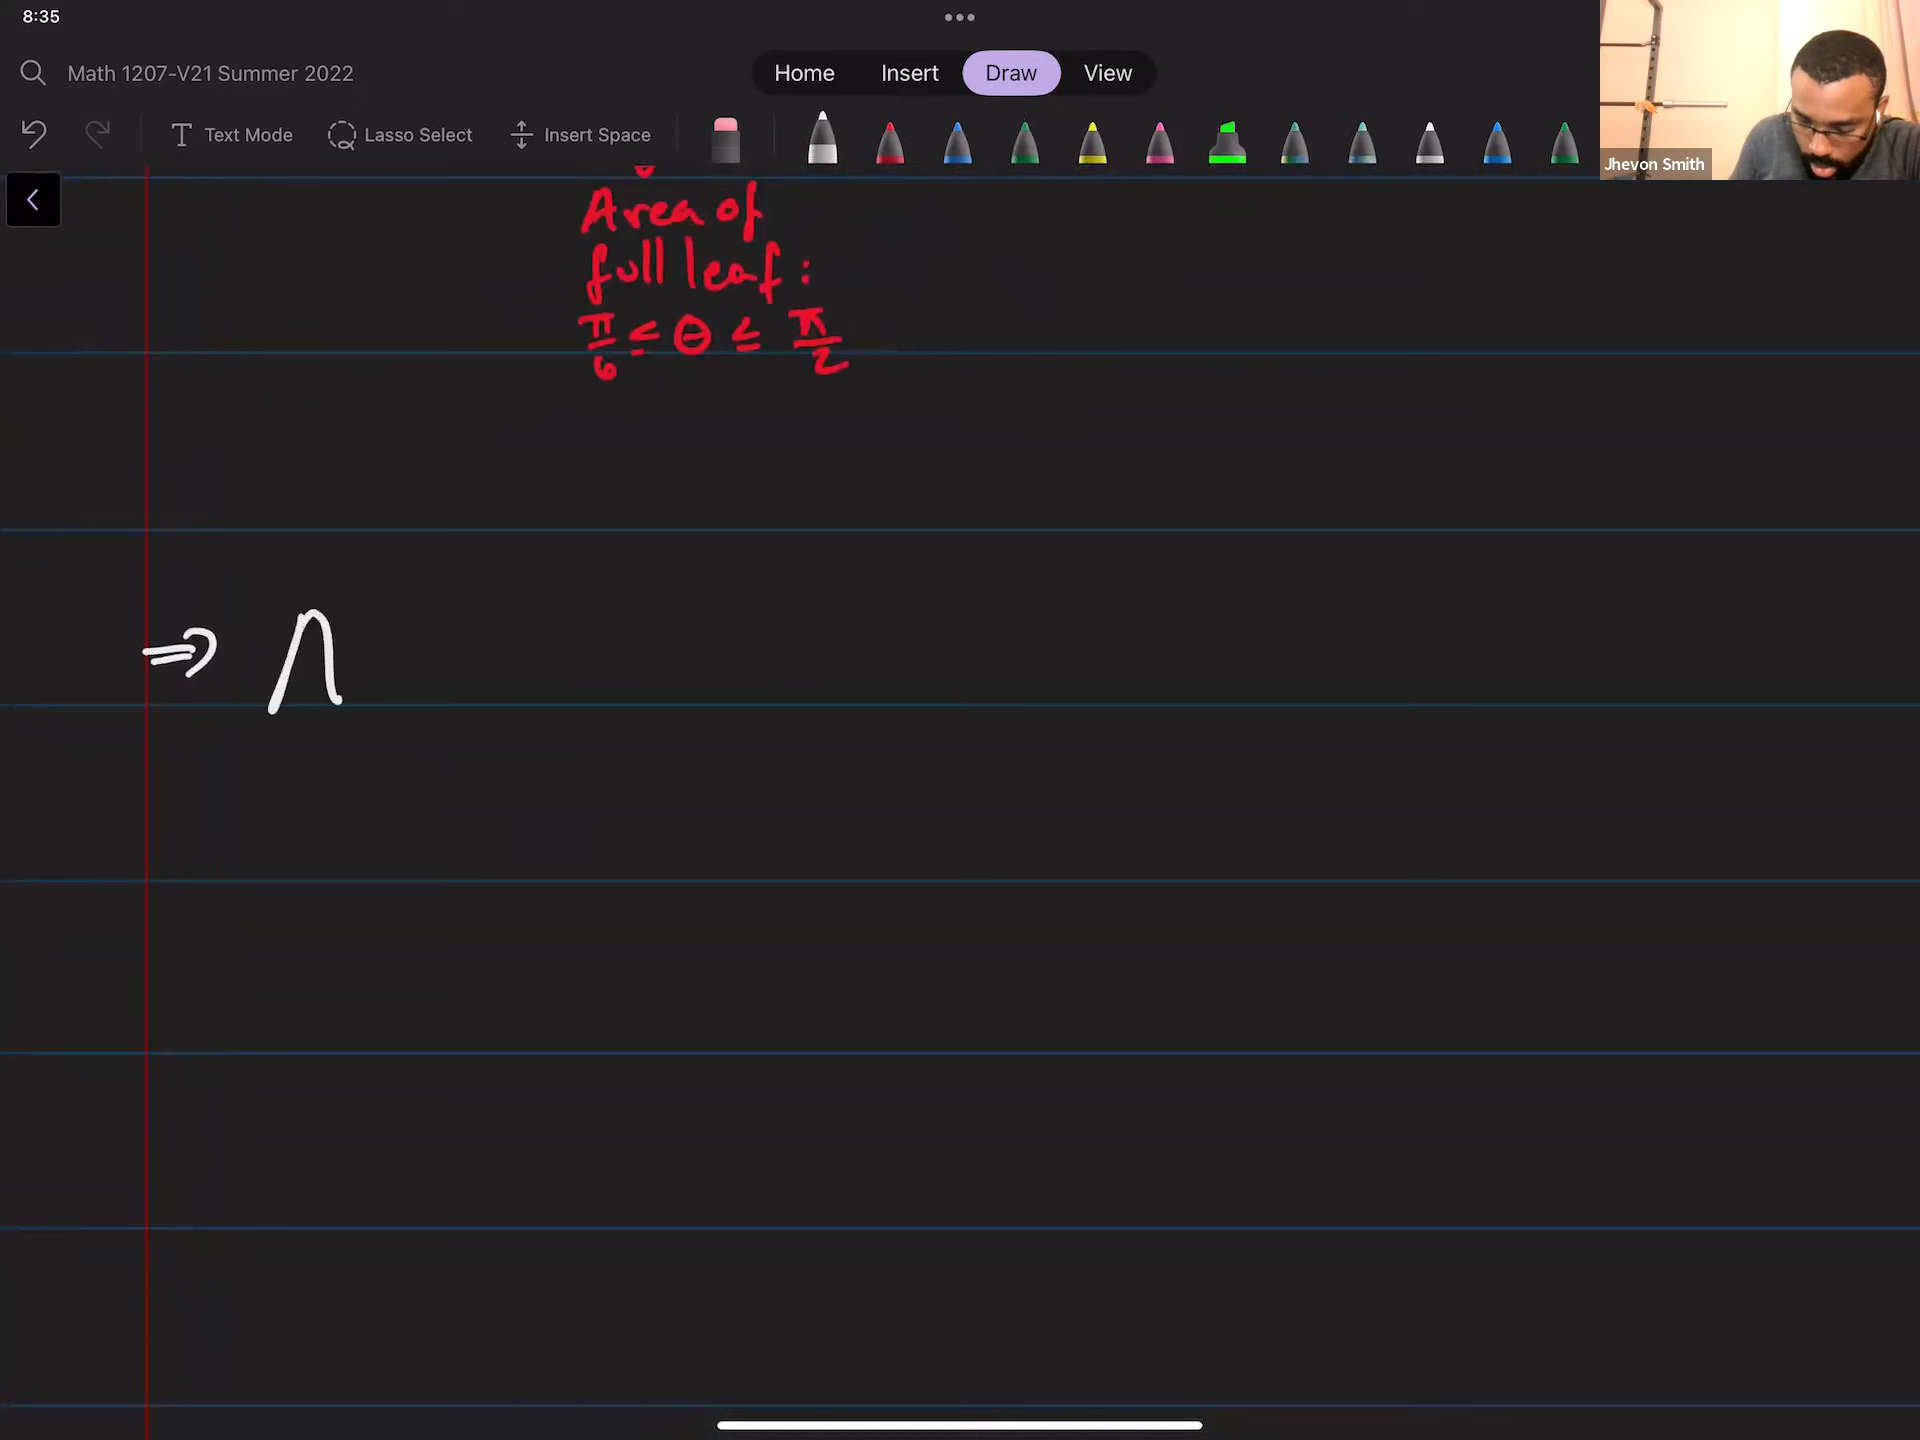 8:35
Math 1207-V21 Summer 2022
Home Insert Draw View
Text Mode Lasso Select Insert Space
Jhevon Smith
Area of
full leaf:
π/6 ≤ θ ≤ π/2
⇒